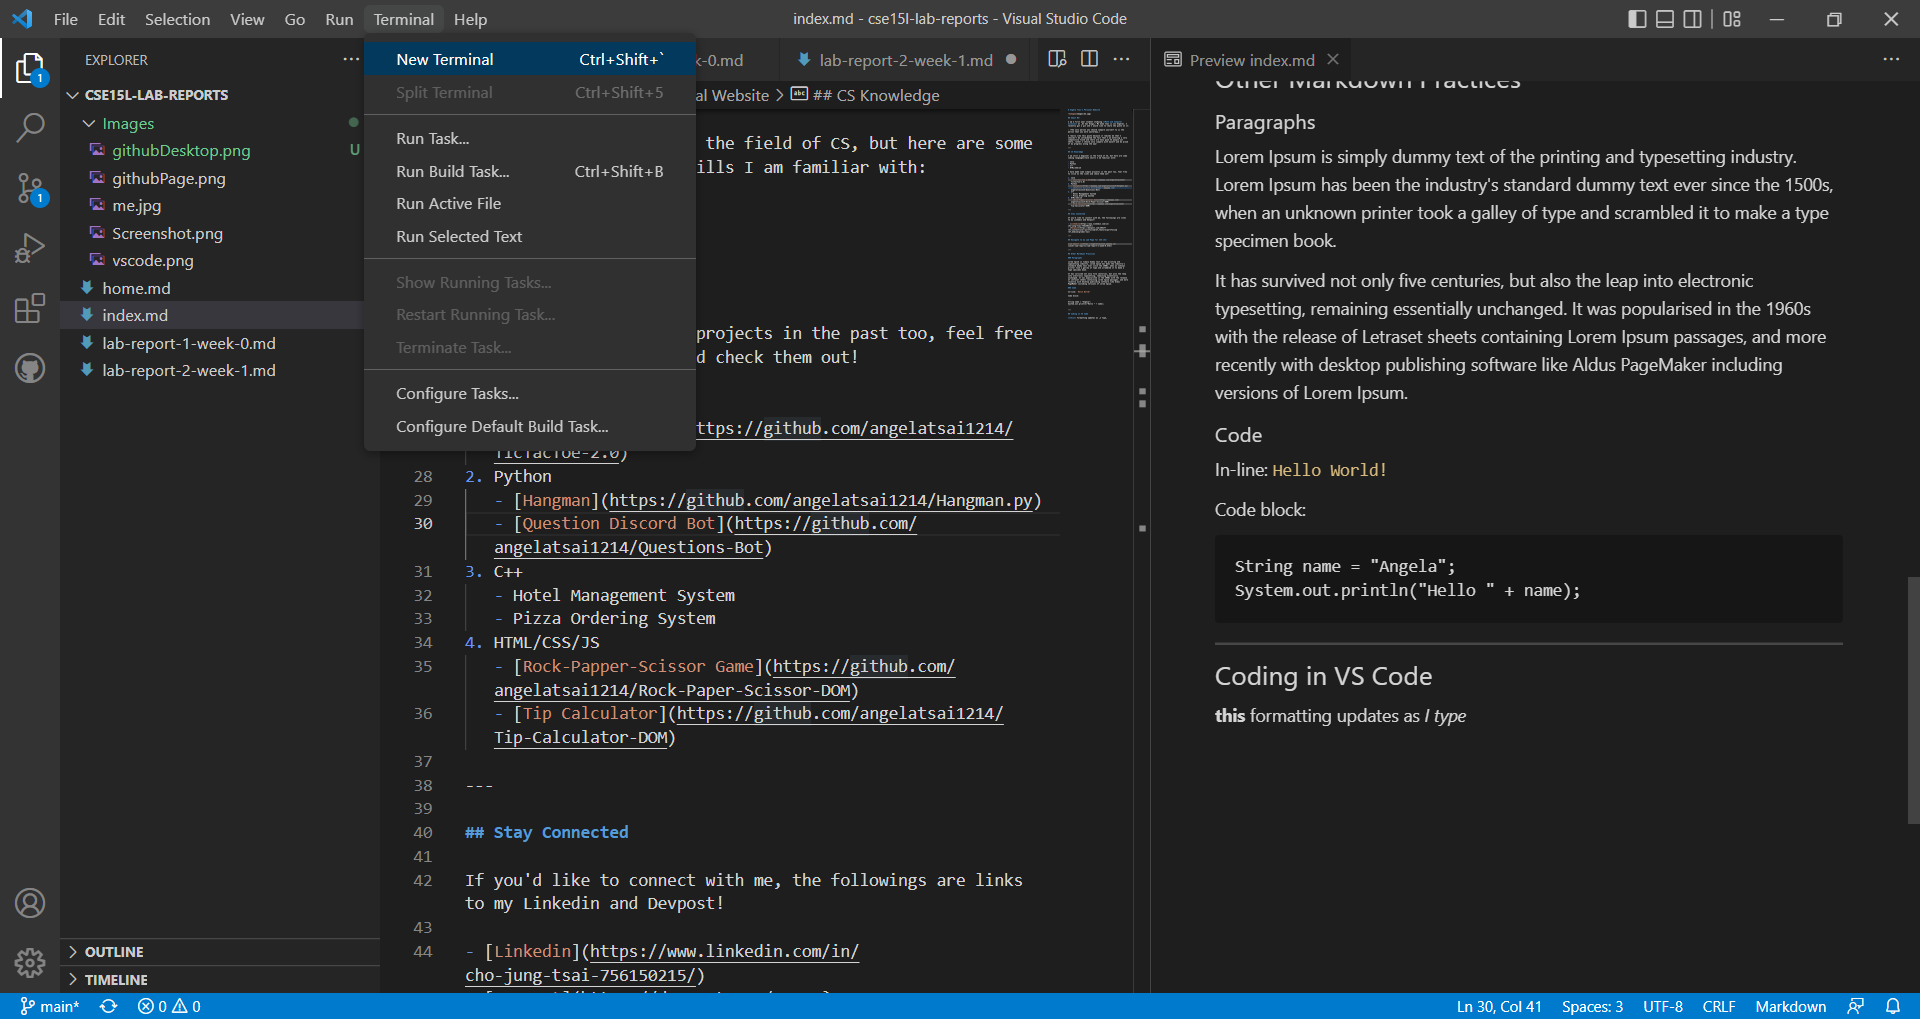 File Edit Selection View Go Run Terminal Help
index.md - cse15l-lab-reports - Visual Studio Code
EXPLORER
CSE15L-LAB-REPORTS
Images
githubDesktop.png U
githubPage.png
me.jpg
Screenshot.png
vscode.png
home.md
index.md
lab-report-1-week-0.md
lab-report-2-week-1.md
OUTLINE
TIMELINE
1
1
New Terminal Ctrl+Shift+`
Split Terminal Ctrl+Shift+5
Run Task...
Run Build Task... Ctrl+Shift+B
Run Active File
Run Selected Text
Show Running Tasks...
Restart Running Task...
Terminate Task...
Configure Tasks...
Configure Default Build Task...
k-0.md
lab-report-2-week-1.md
al Website > ## CS Knowledge
the field of CS, but here are some
ills I am familiar with:
projects in the past too, feel free
d check them out!
ttps://github.com/angelatsai1214/
TicTacToe-2.0)
28 2. Python
29 - [Hangman](https://github.com/angelatsai1214/Hangman.py)
30 - [Question Discord Bot](https://github.com/
angelatsai1214/Questions-Bot)
31 3. C++
32 - Hotel Management System
33 - Pizza Ordering System
34 4. HTML/CSS/JS
35 - [Rock-Papper-Scissor Game](https://github.com/
angelatsai1214/Rock-Paper-Scissor-DOM)
36 - [Tip Calculator](https://github.com/angelatsai1214/
Tip-Calculator-DOM)
37
38 ---
39
40 ## Stay Connected
41
42 If you'd like to connect with me, the followings are links
to my Linkedin and Devpost!
43
44 - [Linkedin](https://www.linkedin.com/in/
cho-jung-tsai-756150215/)
Preview index.md
Other Markdown Practices
Paragraphs
Lorem Ipsum is simply dummy text of the printing and typesetting industry.
Lorem Ipsum has been the industry's standard dummy text ever since the 1500s,
when an unknown printer took a galley of type and scrambled it to make a type
specimen book.
It has survived not only five centuries, but also the leap into electronic
typesetting, remaining essentially unchanged. It was popularised in the 1960s
with the release of Letraset sheets containing Lorem Ipsum passages, and more
recently with desktop publishing software like Aldus PageMaker including
versions of Lorem Ipsum.
Code
In-line: Hello World!
Code block:
String name = "Angela";
System.out.println("Hello " + name);
Coding in VS Code
this formatting updates as I type
main* 0 0
Ln 30, Col 41 Spaces: 3 UTF-8 CRLF Markdown